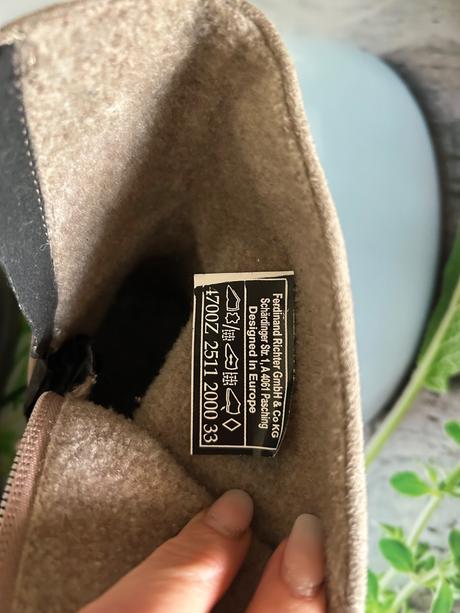 Ferdinand Richter GmbH & Co KG
Schärdinger Str. 1, A 4061 Pasching
Designed in Europe
4700Z 2511 2000 33